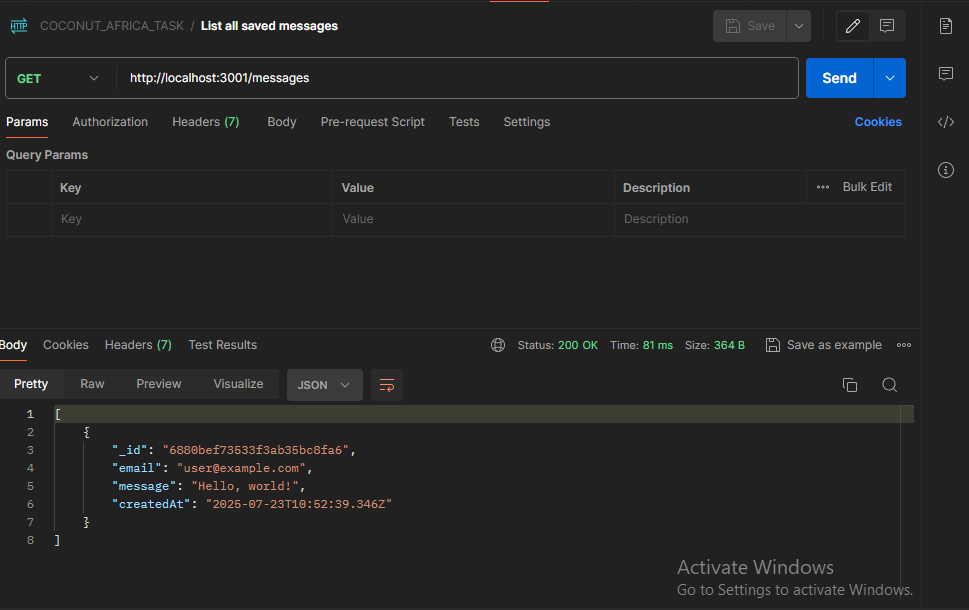 HTTP COCONUT_AFRICA_TASK / List all saved messages Save
GET http://localhost:3001/messages Send
Params Authorization Headers (7) Body Pre-request Script Tests Settings Cookies
Query Params
Key Value Description ••• Bulk Edit
Key Value Description
Body Cookies Headers (7) Test Results Status: 200 OK Time: 81 ms Size: 364 B Save as example
Pretty Raw Preview Visualize JSON
1 [
2 {
3 "_id": "6880bef73533f3ab35bc8fa6",
4 "email": "user@example.com",
5 "message": "Hello, world!",
6 "createdAt": "2025-07-23T10:52:39.346Z"
7 }
8 ]
Activate Windows
Go to Settings to activate Windows.